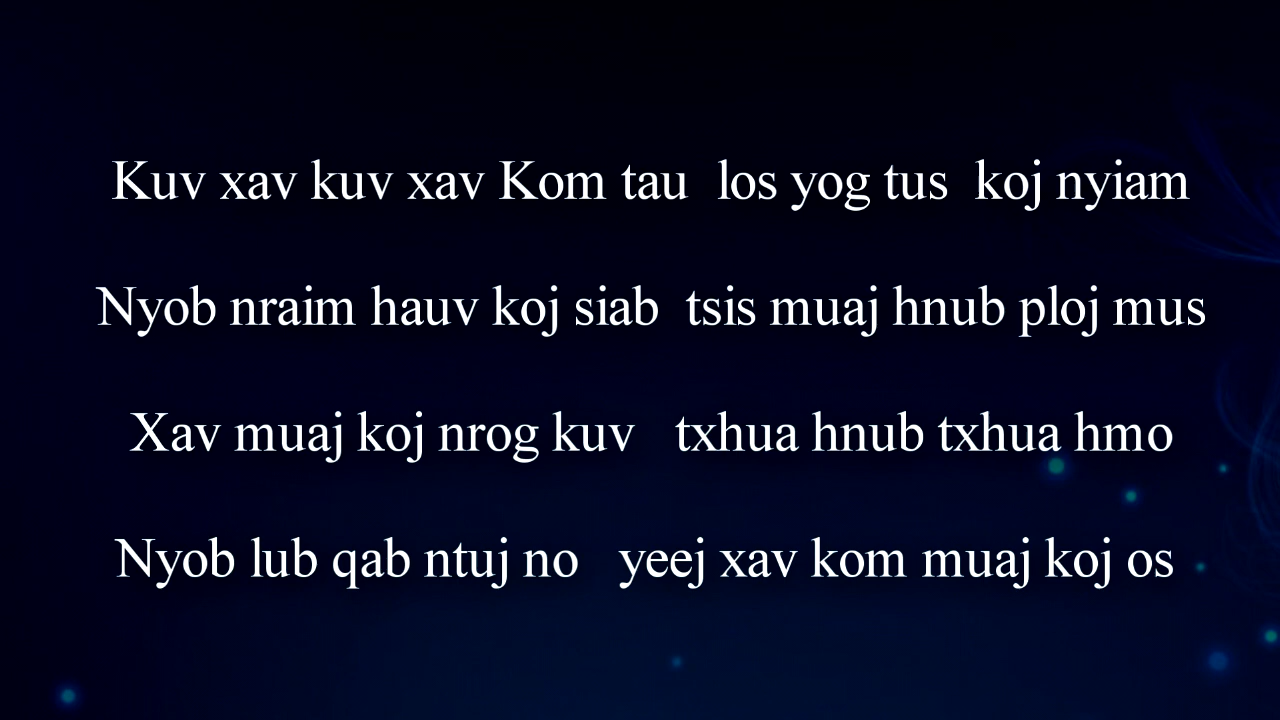 Kuv xav kuv xav Kom tau los yog tus koj nyiam
Nyob nraim hauv koj siab tsis muaj hnub ploj mus
Xav muaj koj nrog kuv txhua hnub txhua hmo
Nyob lub qab ntuj no yeej xav kom muaj koj os